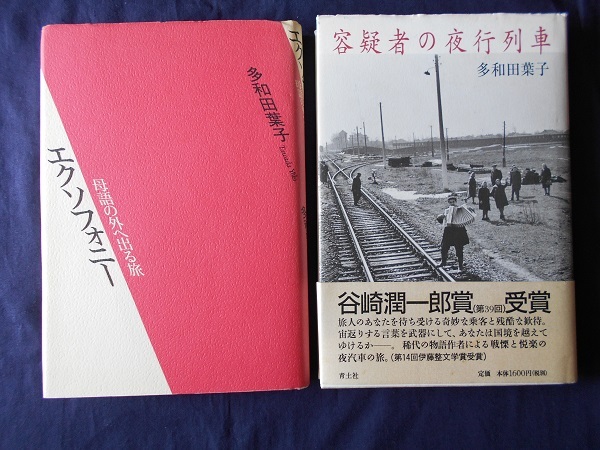 エクソフォニー
母語の外へ出る旅
多和田葉子
容疑者の夜行列車
多和田葉子
谷崎潤一郎賞(第39回)受賞
旅人のあなたを待ち受ける奇妙な乗客と残酷な歓待。
宙返りする言葉を武器にして、あなたは国境を越えて
ゆけるか――。稀代の物語作者による戦慄と悦楽の
夜汽車の旅。(第14回伊藤整文学賞受賞)
青土社
定価 本体1600円(税別)